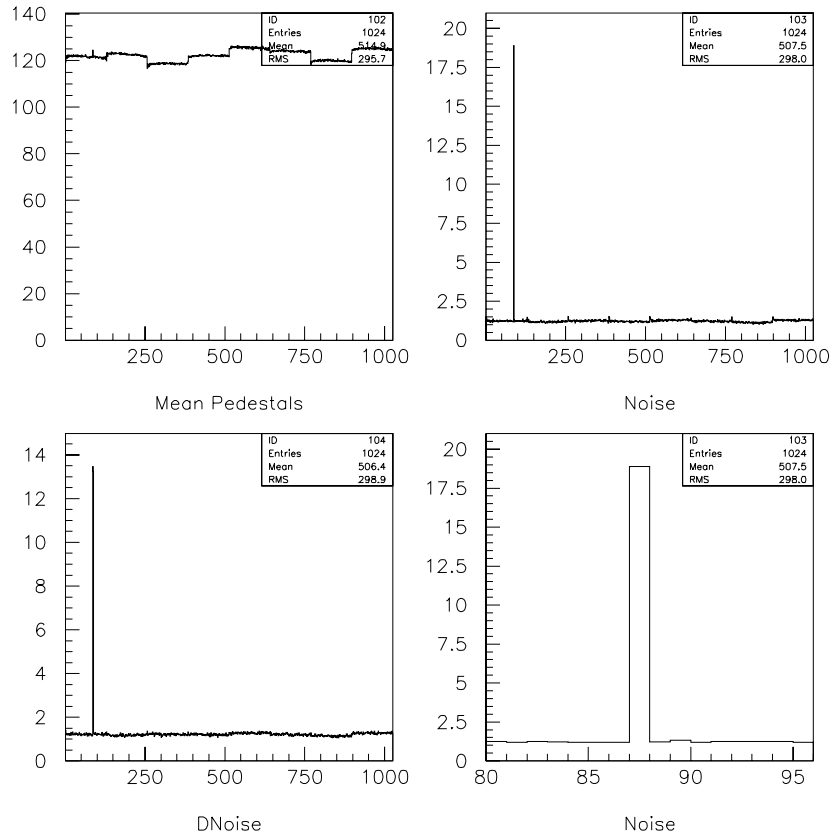 140
120
100
80
60
40
20
0
250 500 750 1000
ID 102
Entries 1024
Mean 514.9
RMS 295.7
Mean Pedestals
20
17.5
15
12.5
10
7.5
5
2.5
0
250 500 750 1000
ID 103
Entries 1024
Mean 507.5
RMS 298.0
Noise
14
12
10
8
6
4
2
0
250 500 750 1000
ID 104
Entries 1024
Mean 506.4
RMS 298.9
DNoise
20
17.5
15
12.5
10
7.5
5
2.5
0
80 85 90 95
ID 103
Entries 1024
Mean 507.5
RMS 298.0
Noise